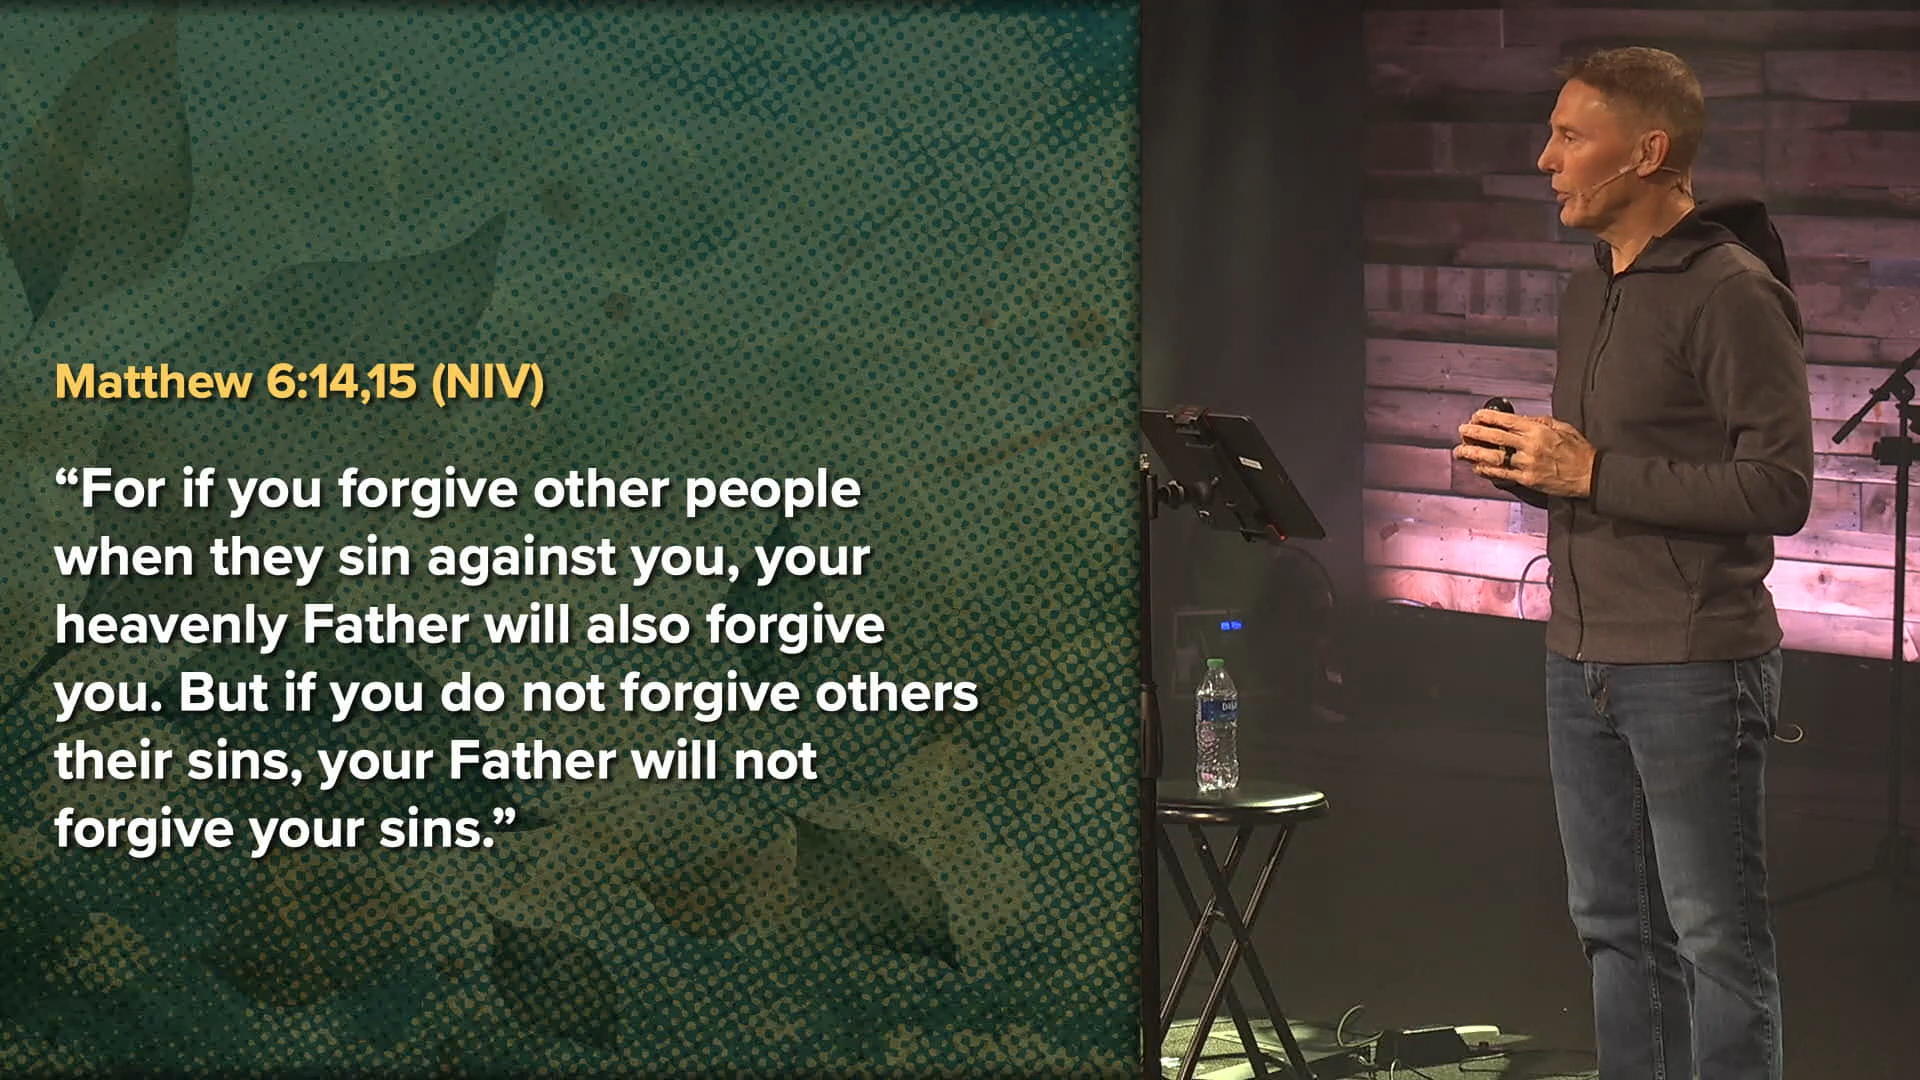 Matthew 6:14,15 (NIV)
“For if you forgive other people
when they sin against you, your
heavenly Father will also forgive
you. But if you do not forgive others
their sins, your Father will not
forgive your sins.”